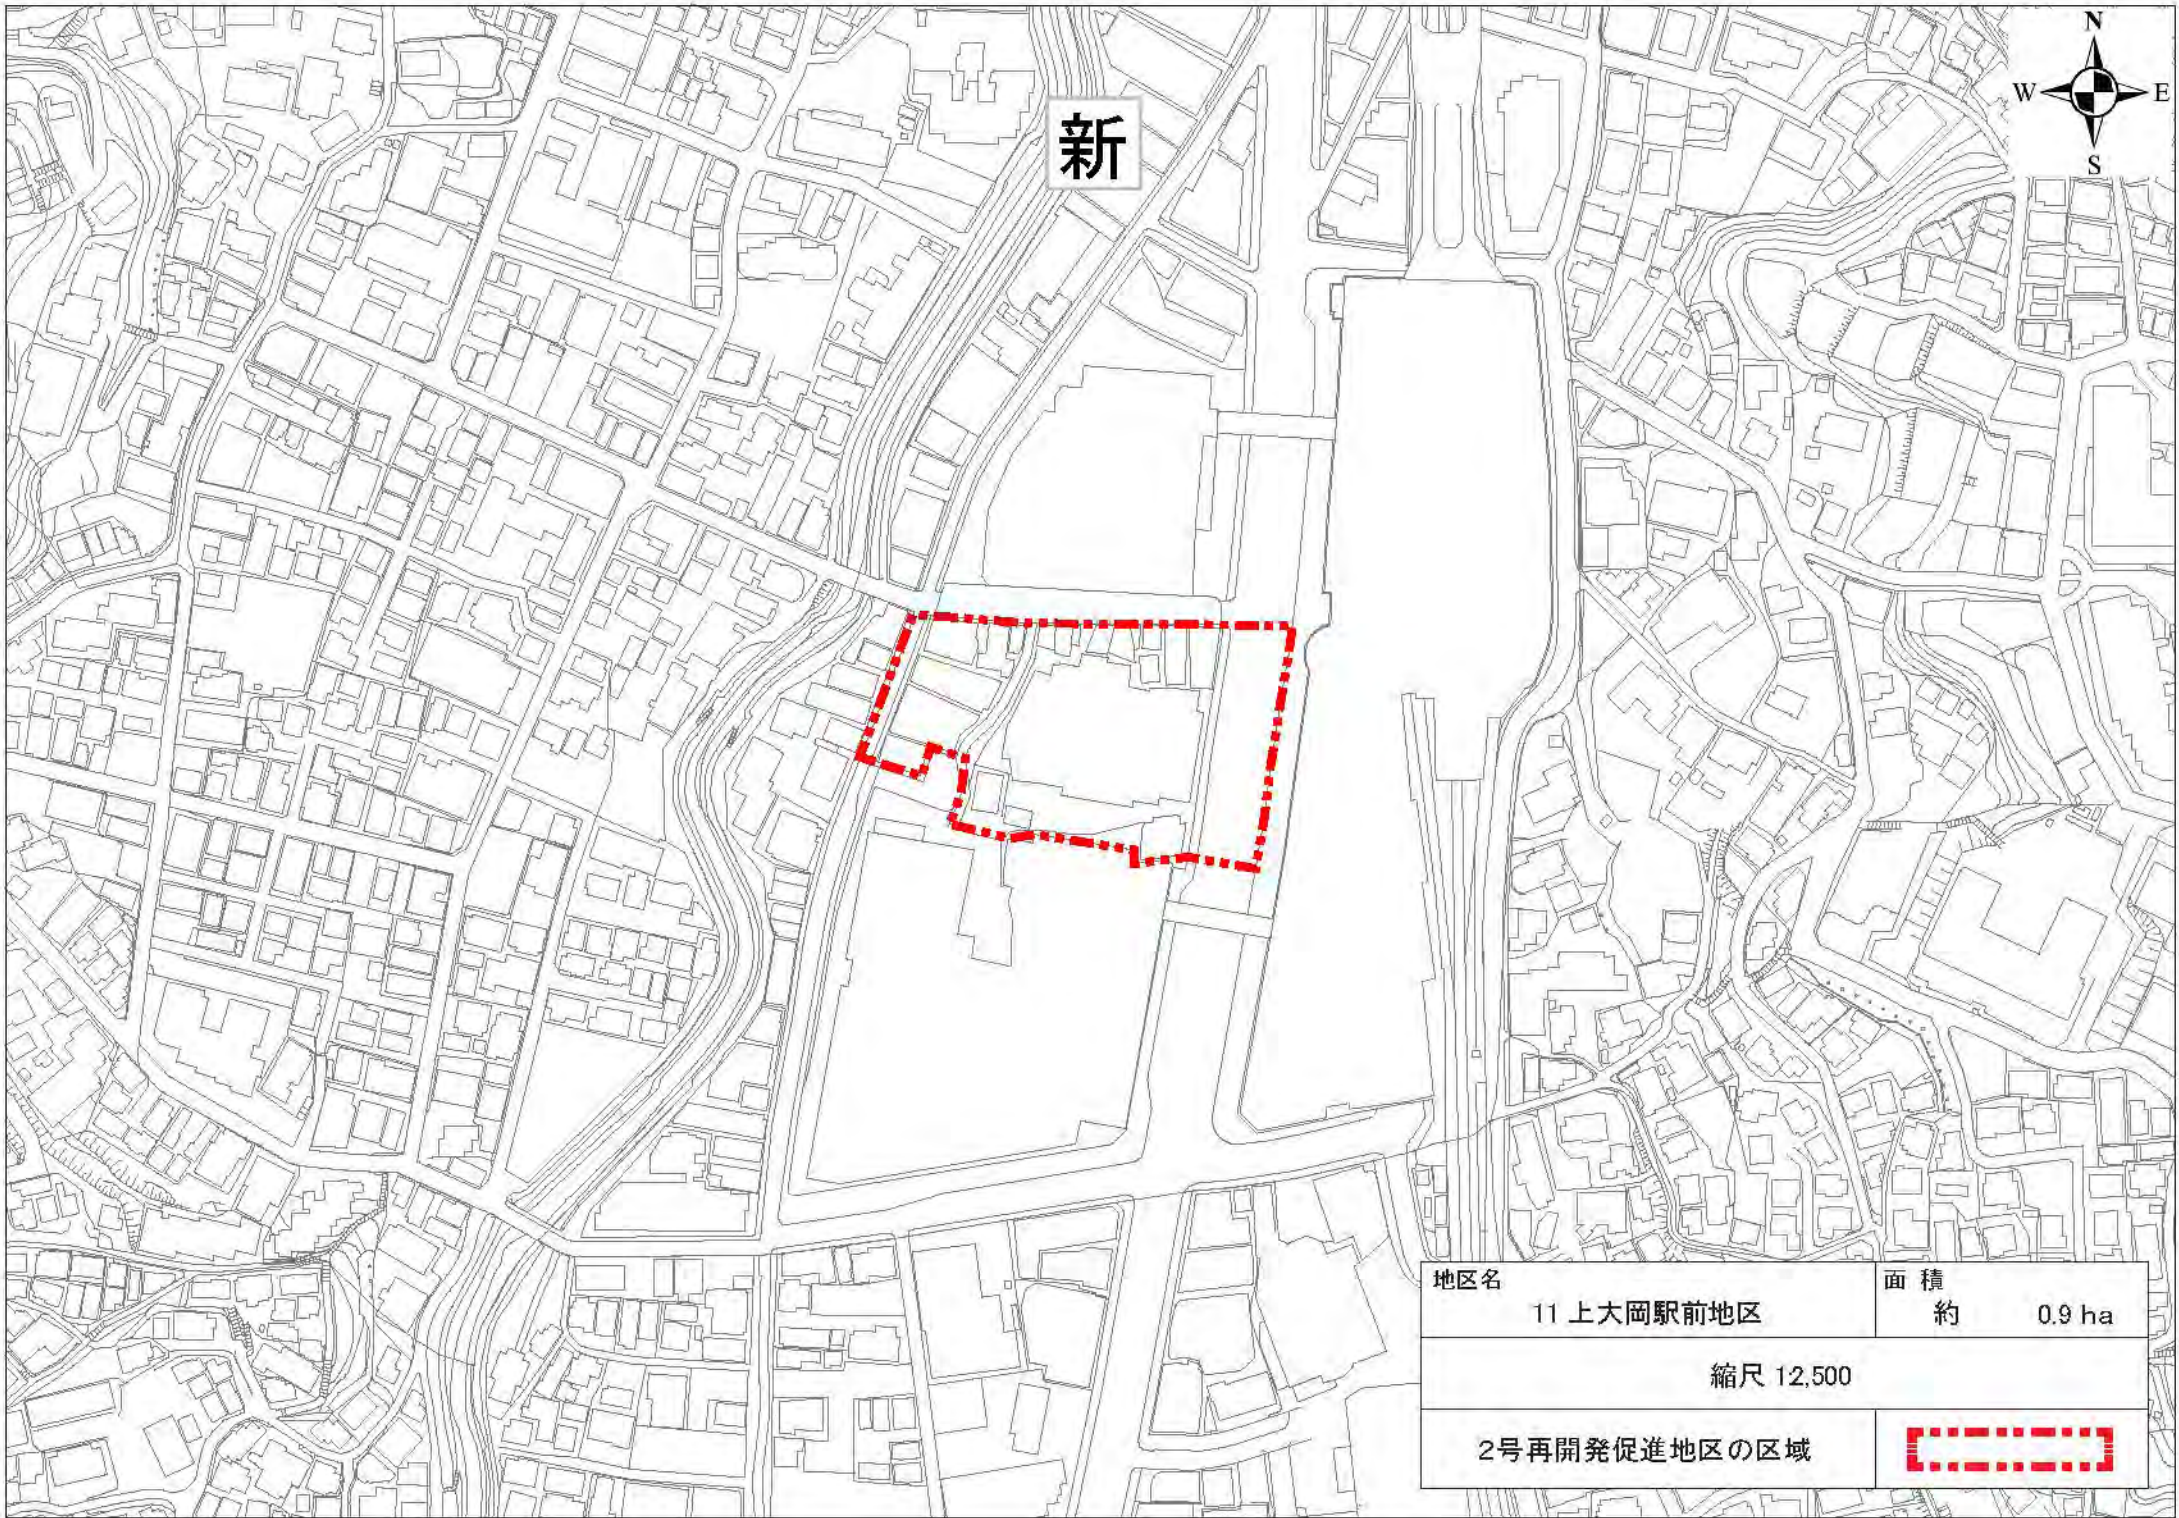 新
N
W E
S
地区名
11 上大岡駅前地区
面 積
約 0.9 ha
縮尺 12,500
2号再開発促進地区の区域